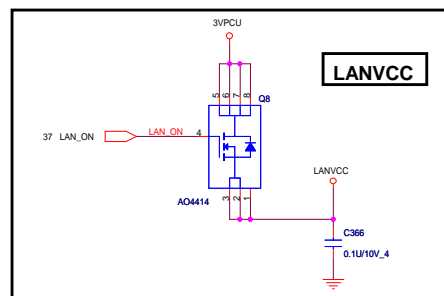 3VPCU
LANVCC
5 6 7 8
Q8
37 LAN_ON
LAN_ON
4
LANVCC
3 2 1
AO4414
C366
0.1U/10V_4